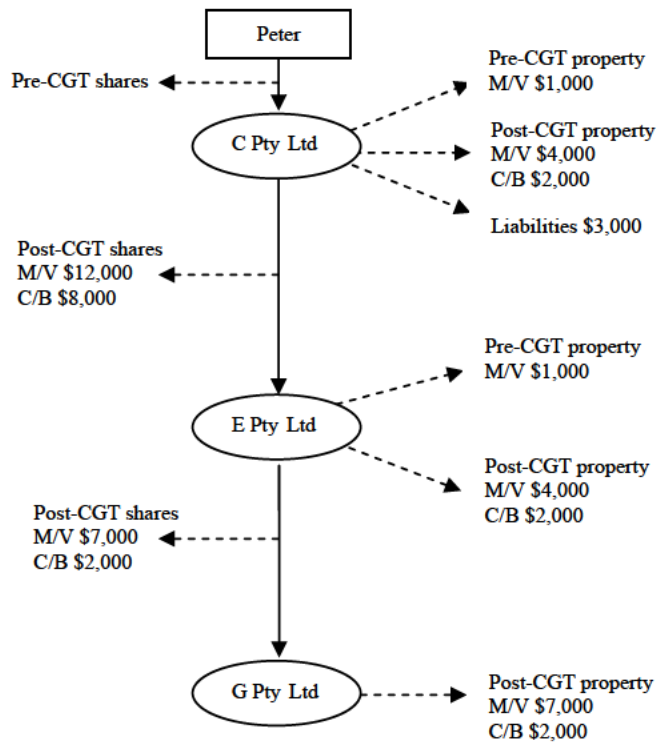 Peter
Pre-CGT shares
Pre-CGT property
M/V $1,000
C Pty Ltd
Post-CGT property
M/V $4,000
C/B $2,000
Liabilities $3,000
Post-CGT shares
M/V $12,000
C/B $8,000
Pre-CGT property
M/V $1,000
E Pty Ltd
Post-CGT property
M/V $4,000
C/B $2,000
Post-CGT shares
M/V $7,000
C/B $2,000
G Pty Ltd
Post-CGT property
M/V $7,000
C/B $2,000